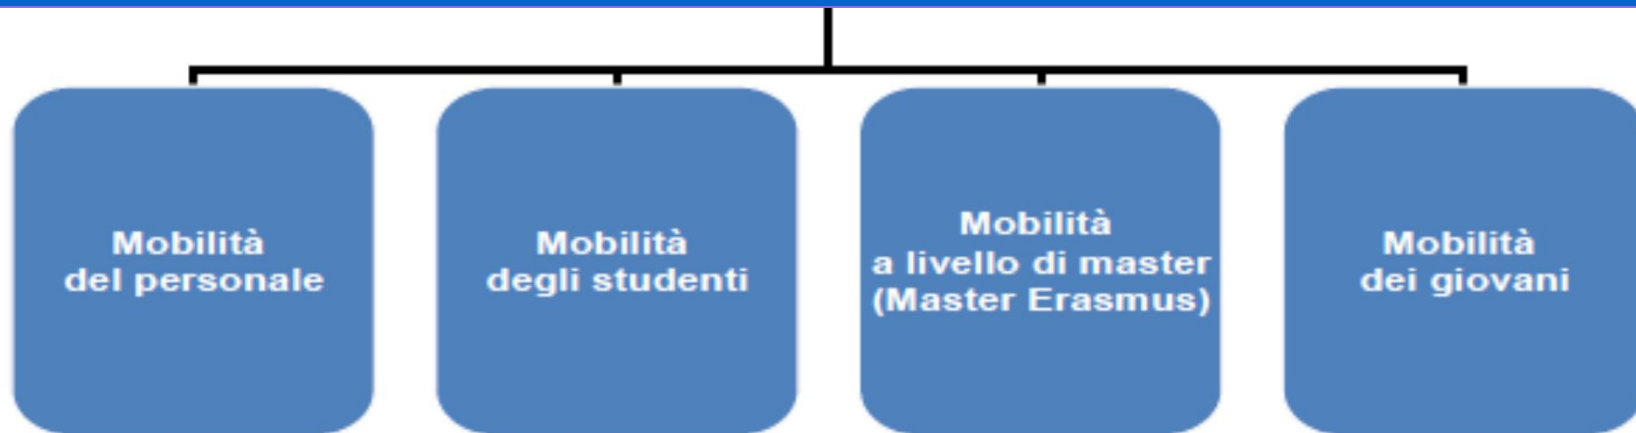 Mobilità
del personale
Mobilità
degli studenti
Mobilità
a livello di master
(Master Erasmus)
Mobilità
dei giovani